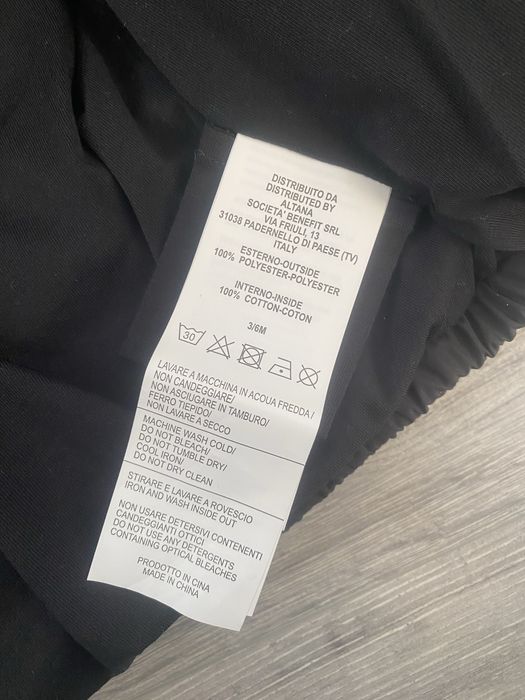 DISTRIBUITO DA
DISTRIBUTED BY
ALTANA
SOCIETA' BENEFIT SRL
VIA FRIULI, 13
31038 PADERNELLO DI PAESE (TV)
ITALY
ESTERNO-OUTSIDE
100% POLYESTER-POLYESTER
INTERNO-INSIDE
100% COTTON-COTON
3/6M
30
LAVARE A MACCHINA IN ACQUA FREDDA/
NON CANDEGGIARE/
NON ASCIUGARE IN TAMBURO/
FERRO TIEPIDO/
NON LAVARE A SECCO
MACHINE WASH COLD/
DO NOT BLEACH/
DO NOT TUMBLE DRY/
COOL IRON/
DO NOT DRY CLEAN
STIRARE E LAVARE A ROVESCIO
IRON AND WASH INSIDE OUT
NON USARE DETERSIVI CONTENENTI
CANDEGGIANTI OTTICI
DO NOT USE ANY DETERGENTS
CONTAINING OPTICAL BLEACHES
PRODOTTO IN CINA
MADE IN CHINA